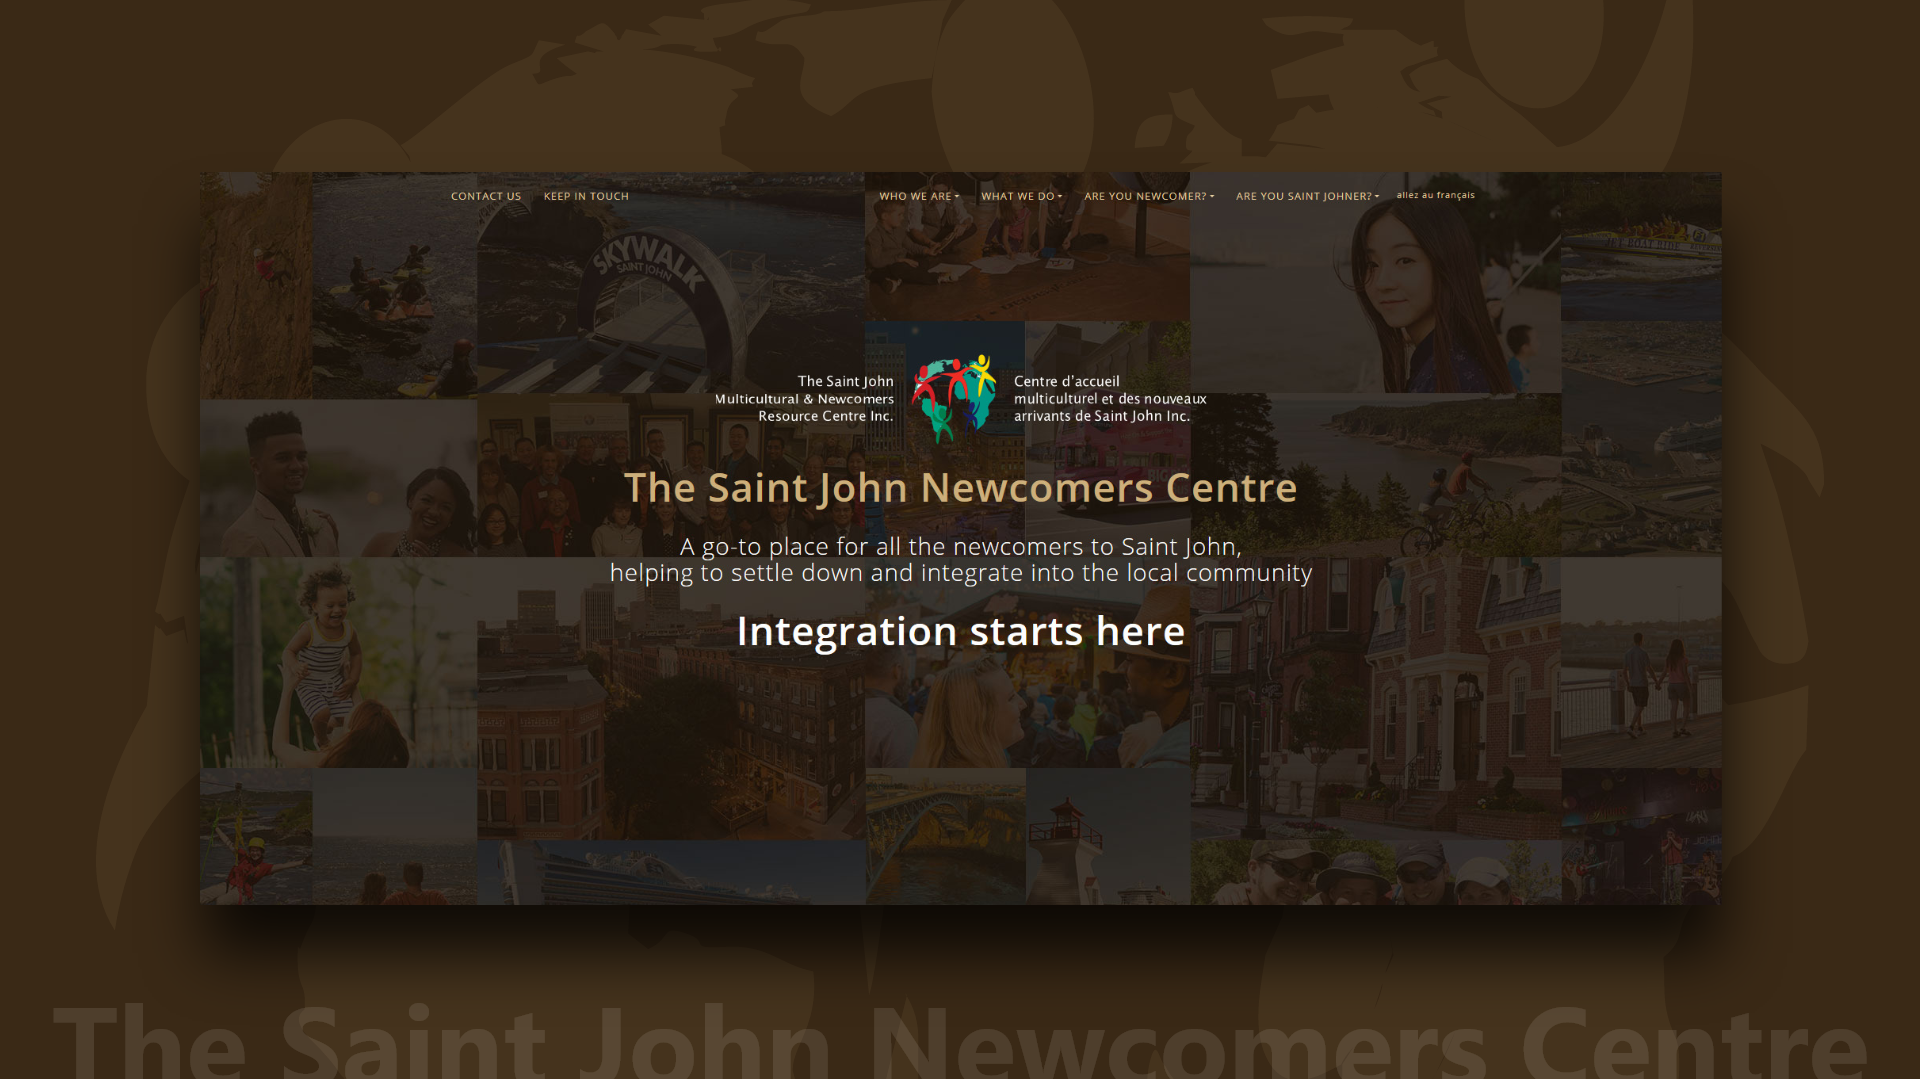 CONTACT US KEEP IN TOUCH WHO WE ARE WHAT WE DO ARE YOU NEWCOMER? ARE YOU SAINT JOHNER? allez au français
SKYWALK
SAINT JOHN
JET BOAT RIDE
The Saint John
Multicultural & Newcomers
Resource Centre Inc.
Centre d'accueil
multiculturel et des nouveaux
arrivants de Saint John Inc.
The Saint John Newcomers Centre
A go-to place for all the newcomers to Saint John,
helping to settle down and integrate into the local community
Integration starts here
The Saint John Newcomers Centre